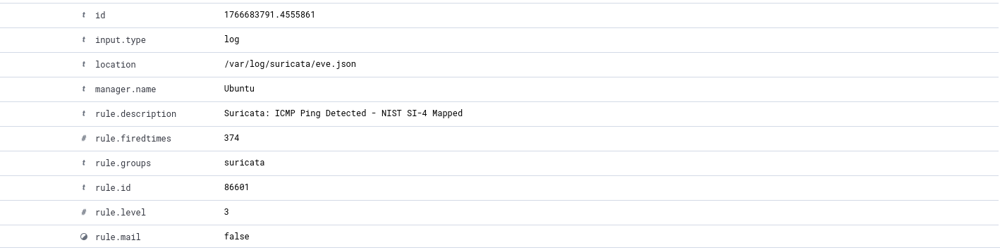 t id 1766683791.4555861
t input.type log
t location /var/log/suricata/eve.json
t manager.name Ubuntu
t rule.description Suricata: ICMP Ping Detected - NIST SI-4 Mapped
# rule.firedtimes 374
t rule.groups suricata
t rule.id 86601
# rule.level 3
rule.mail false